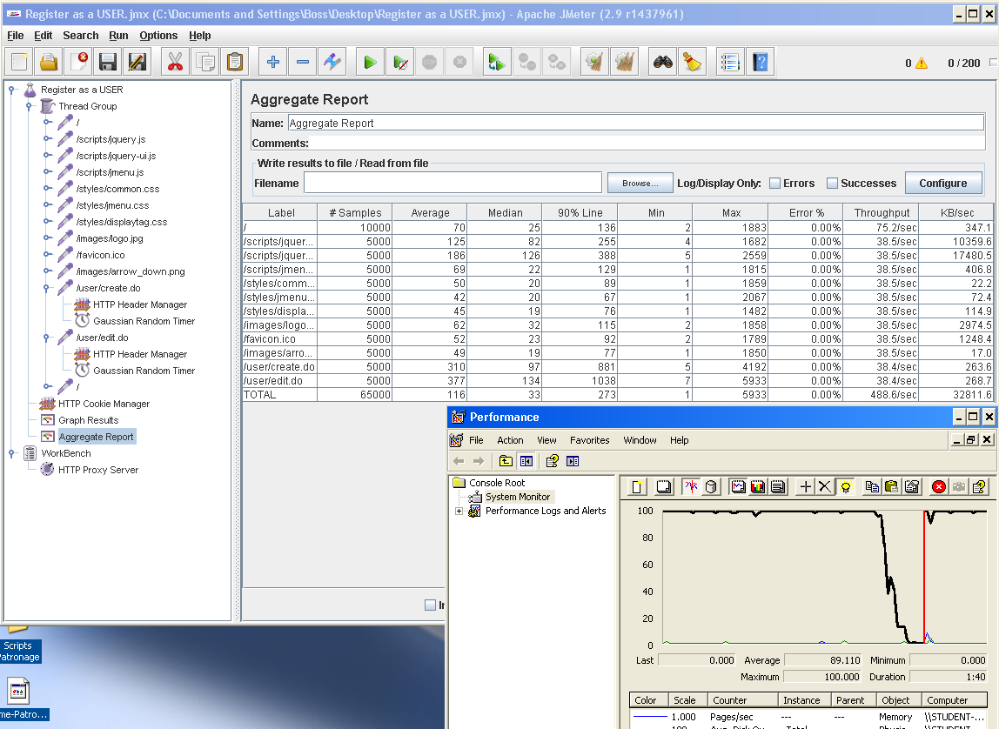 Register as a USER.jmx (C:\Documents and Settings\Boss\Desktop\Register as a USER.jmx) - Apache JMeter (2.9 r1437961)
File Edit Search Run Options Help
0 0 / 200
Register as a USER
Thread Group
/
/scripts/jquery.js
/scripts/jquery-ui.js
/scripts/jmenu.js
/styles/common.css
/styles/jmenu.css
/styles/displaytag.css
/images/logo.jpg
/favicon.ico
/images/arrow_down.png
/user/create.do
HTTP Header Manager
Gaussian Random Timer
/user/edit.do
HTTP Header Manager
Gaussian Random Timer
/
HTTP Cookie Manager
Graph Results
Aggregate Report
WorkBench
HTTP Proxy Server
Aggregate Report
Name: Aggregate Report
Comments:
Write results to file / Read from file
Filename Browse... Log/Display Only: Errors Successes Configure
Label # Samples Average Median 90% Line Min Max Error % Throughput KB/sec
/ 10000 70 25 136 2 1883 0.00% 75.2/sec 347.1
/scripts/jquer... 5000 125 82 255 4 1682 0.00% 38.5/sec 10359.6
/scripts/jquer... 5000 186 126 388 5 2559 0.00% 38.5/sec 17480.5
/scripts/jmen... 5000 69 22 129 1 1815 0.00% 38.5/sec 406.8
/styles/comm... 5000 50 20 89 1 1859 0.00% 38.5/sec 22.2
/styles/jmenu... 5000 42 20 67 1 2067 0.00% 38.5/sec 72.4
/styles/displa... 5000 45 19 76 1 1482 0.00% 38.5/sec 114.9
/images/logo... 5000 62 32 115 2 1858 0.00% 38.5/sec 2974.5
/favicon.ico 5000 52 23 92 2 1789 0.00% 38.5/sec 1248.4
/images/arro... 5000 49 19 77 1 1850 0.00% 38.5/sec 17.0
/user/create.do 5000 310 97 881 5 4192 0.00% 38.4/sec 263.6
/user/edit.do 5000 377 134 1038 7 5933 0.00% 38.4/sec 268.7
TOTAL 65000 116 33 273 1 5933 0.00% 488.6/sec 32811.6
Performance
File Action View Favorites Window Help
Console Root
System Monitor
Performance Logs and Alerts
100
80
60
40
20
0
Last 0.000 Average 89.110 Minimum 0.000
Maximum 100.000 Duration 1:40
Color Scale Counter Instance Parent Object Computer
1.000 Pages/sec --- --- Memory \\STUDENT-...
Scripts
atronage
me-Patro...